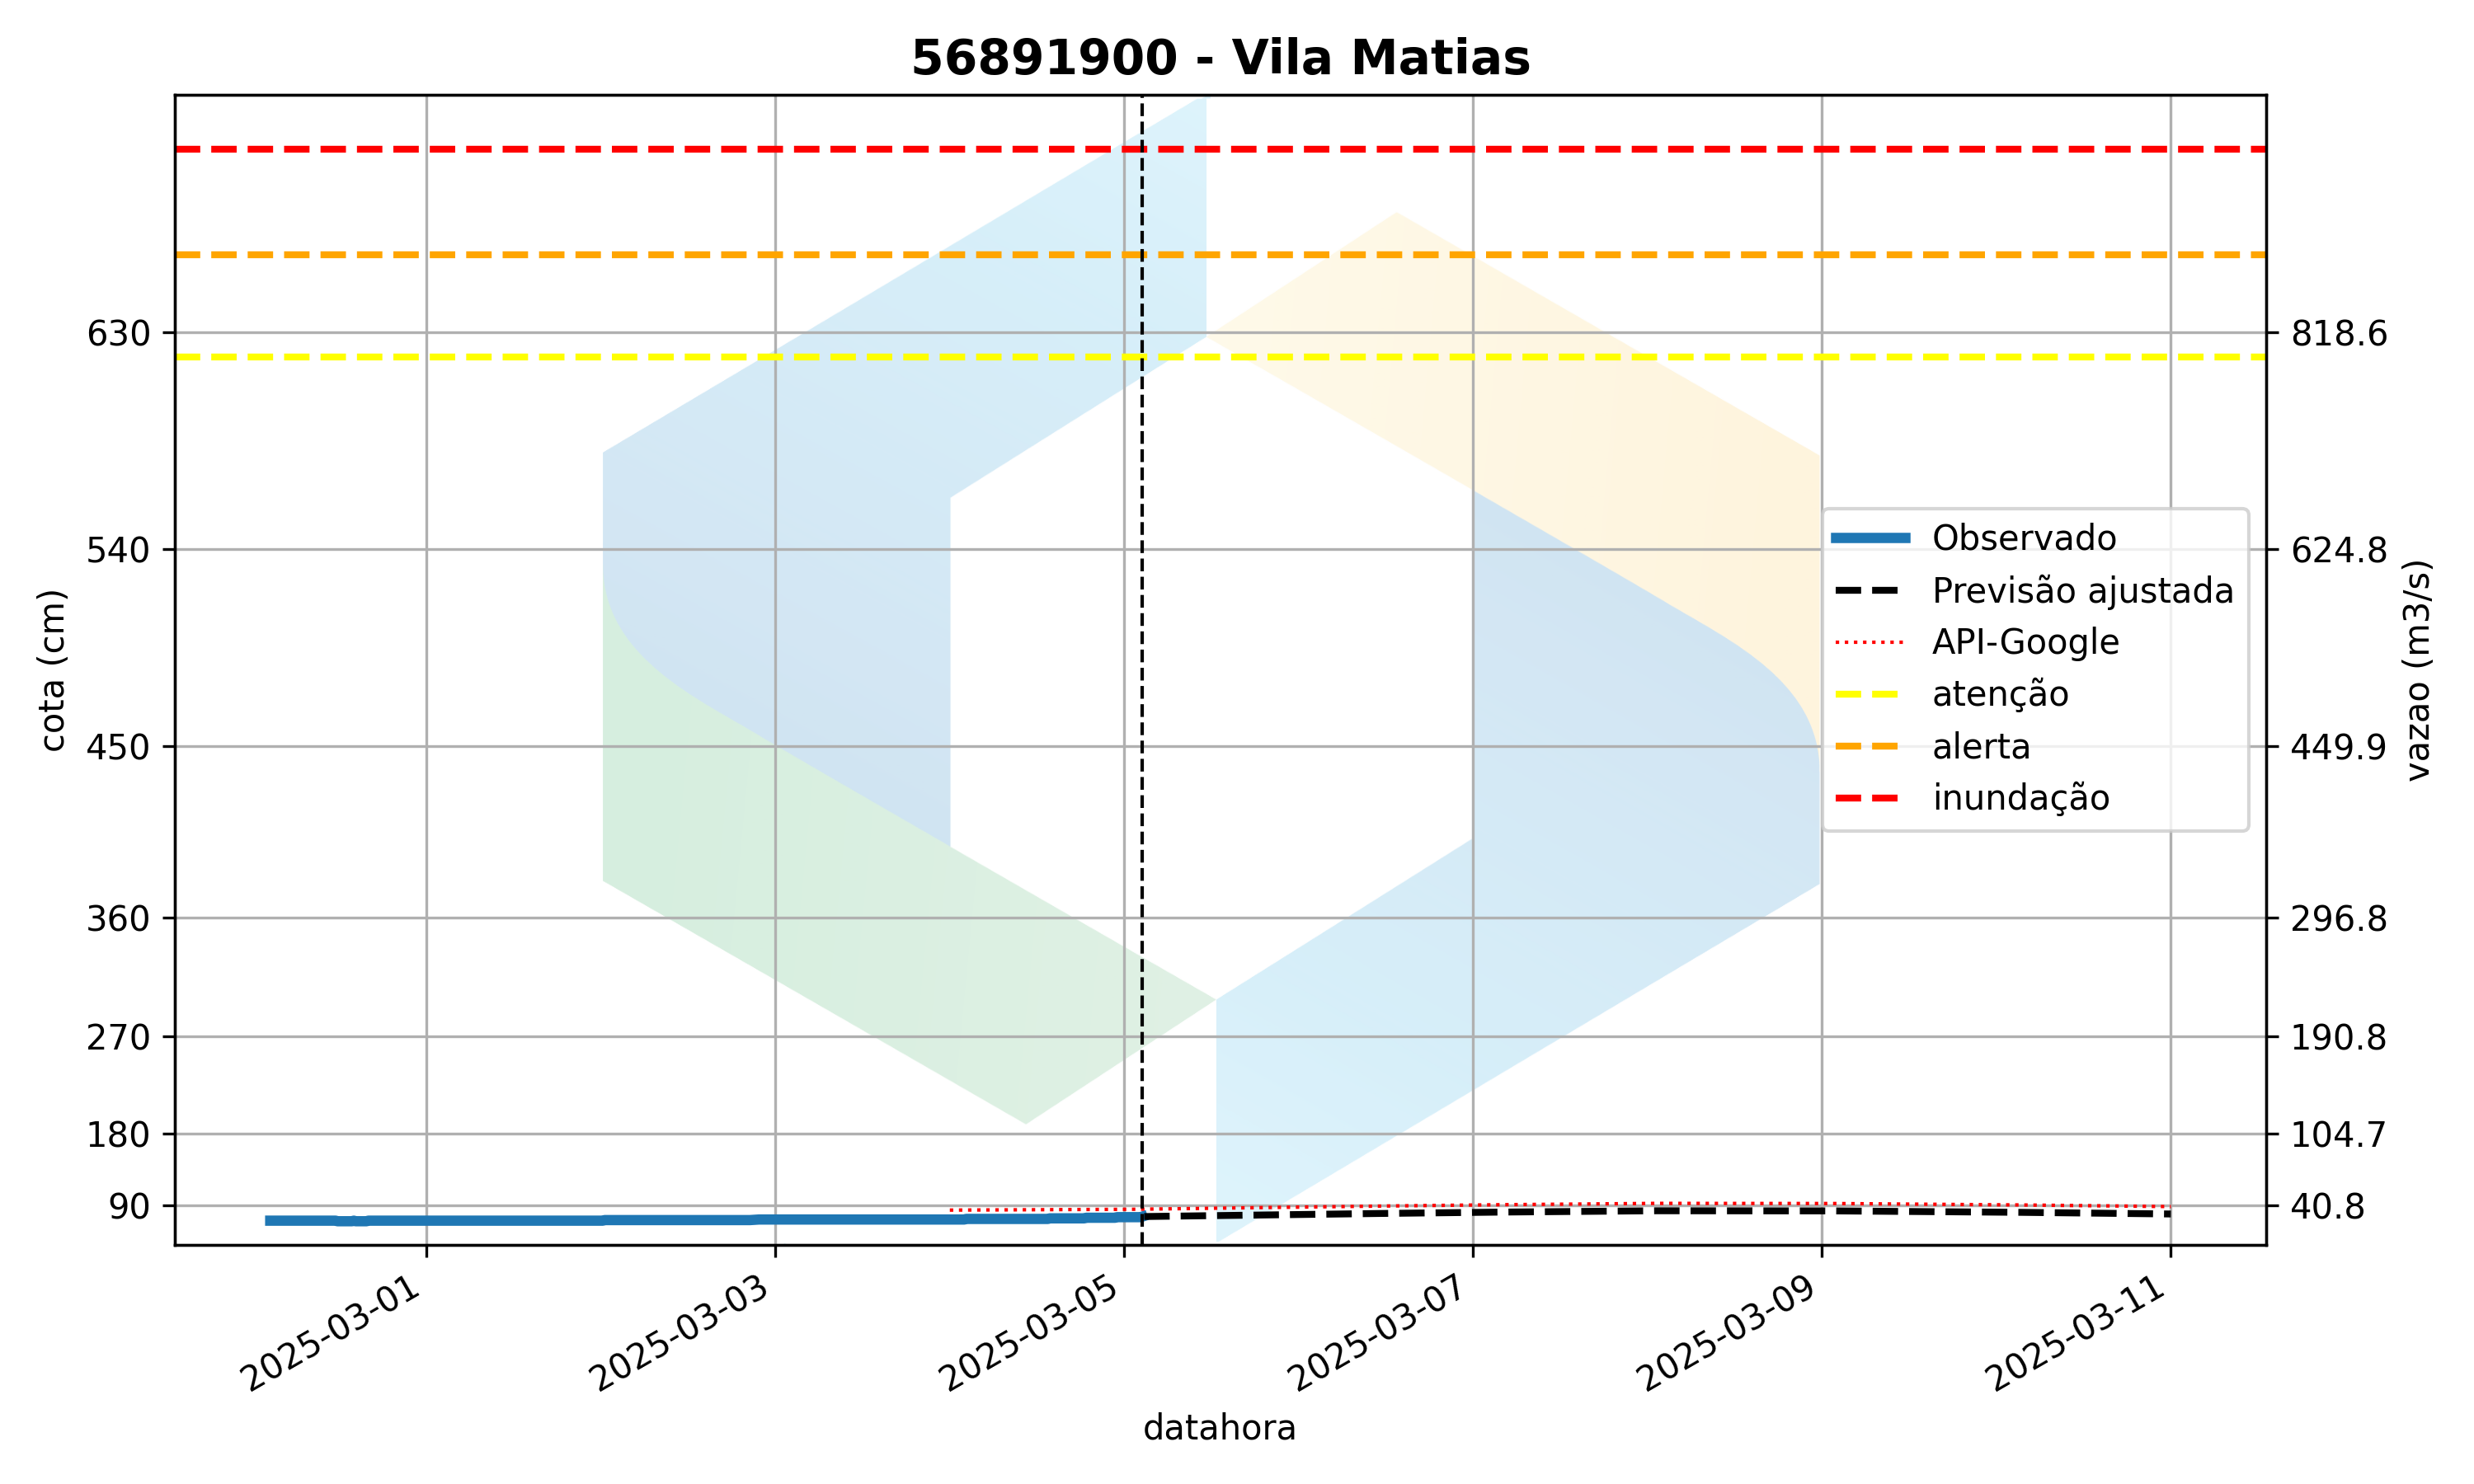 56891900 - Vila Matias
cota (cm)
630
540
450
360
270
180
90
818.6
624.8
449.9
296.8
190.8
104.7
40.8
vazao (m3/s)
Observado
Previsão ajustada
API-Google
atenção
alerta
inundação
2025-03-01
2025-03-03
2025-03-05
2025-03-07
2025-03-09
2025-03-11
datahora